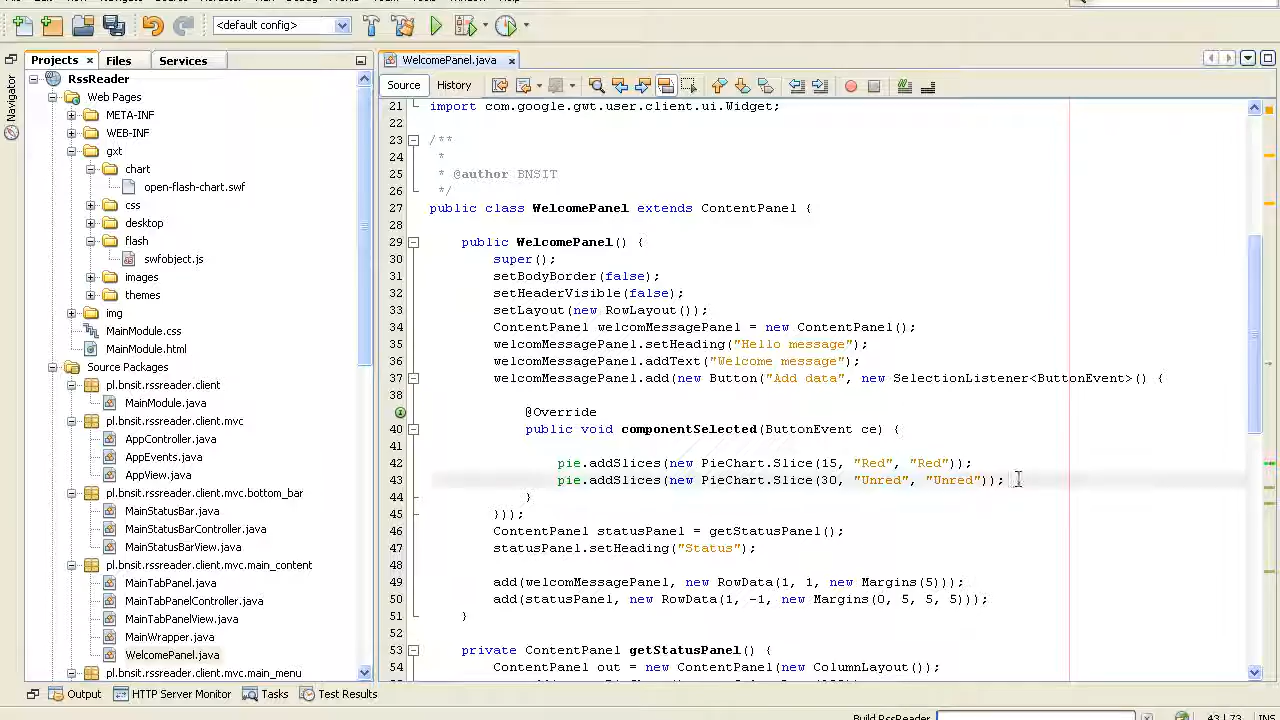 <default config>
Projects
Files
Services
WelcomePanel.java
Navigator
Source
History
RssReader
Web Pages
META-INF
WEB-INF
gxt
chart
open-flash-chart.swf
css
desktop
flash
swfobject.js
images
themes
img
MainModule.css
MainModule.html
Source Packages
pl.bnsit.rssreader.client
MainModule.java
pl.bnsit.rssreader.client.mvc
AppController.java
AppEvents.java
AppView.java
pl.bnsit.rssreader.client.mvc.bottom_bar
MainStatusBar.java
MainStatusBarController.java
MainStatusBarView.java
pl.bnsit.rssreader.client.mvc.main_content
MainTabPanel.java
MainTabPanelController.java
MainTabPanelView.java
MainWrapper.java
WelcomePanel.java
pl.bnsit.rssreader.client.mvc.main_menu
21 import com.google.gwt.user.client.ui.Widget;
22
23 /**
24 *
25 * @author BNSIT
26 */
27 public class WelcomePanel extends ContentPanel {
28
29 public WelcomePanel() {
30 super();
31 setBodyBorder(false);
32 setHeaderVisible(false);
33 setLayout(new RowLayout());
34 ContentPanel welcomMessagePanel = new ContentPanel();
35 welcomMessagePanel.setHeading("Hello message");
36 welcomMessagePanel.addText("Welcome message");
37 welcomMessagePanel.add(new Button("Add data", new SelectionListener<ButtonEvent>() {
38
@Override
40 public void componentSelected(ButtonEvent ce) {
41
42 pie.addSlices(new PieChart.Slice(15, "Red", "Red"));
43 pie.addSlices(new PieChart.Slice(30, "Unred", "Unred"));
44 }
45 }));
46 ContentPanel statusPanel = getStatusPanel();
47 statusPanel.setHeading("Status");
48
49 add(welcomMessagePanel, new RowData(1, 1, new Margins(5)));
50 add(statusPanel, new RowData(1, -1, new Margins(0, 5, 5, 5)));
51 }
52
53 private ContentPanel getStatusPanel() {
54 ContentPanel out = new ContentPanel(new ColumnLayout());
Output
HTTP Server Monitor
Tasks
Test Results
Build RssReader